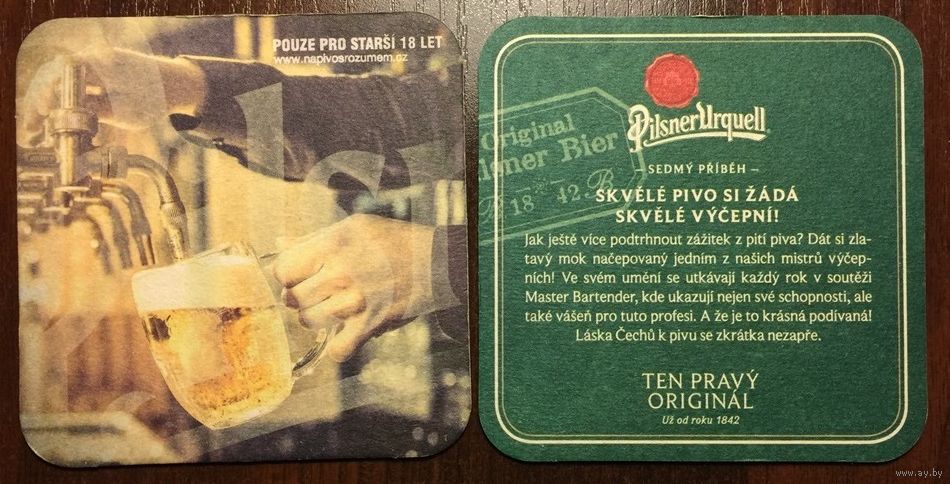 POUZE PRO STARŠÍ 18 LET
www.napivosrozumem.cz
Original
Bier
18 42
Pilsner Urquell
– SEDMÝ PŘÍBĚH –
SKVĚLÉ PIVO SI ŽÁDÁ
SKVĚLÉ VÝČEPNÍ!
Jak ještě více podtrhnout zážitek z pití piva? Dát si zla-
tavý mok načepovaný jedním z našich mistrů výčep-
ních! Ve svém umění se utkávají každý rok v soutěži
Master Bartender, kde ukazují nejen své schopnosti, ale
také vášeň pro tuto profesi. A že je to krásná podívaná!
Láska Čechů k pivu se zkrátka nezapře.
TEN PRAVÝ
ORIGINÁL
Už od roku 1842
www.ay.by